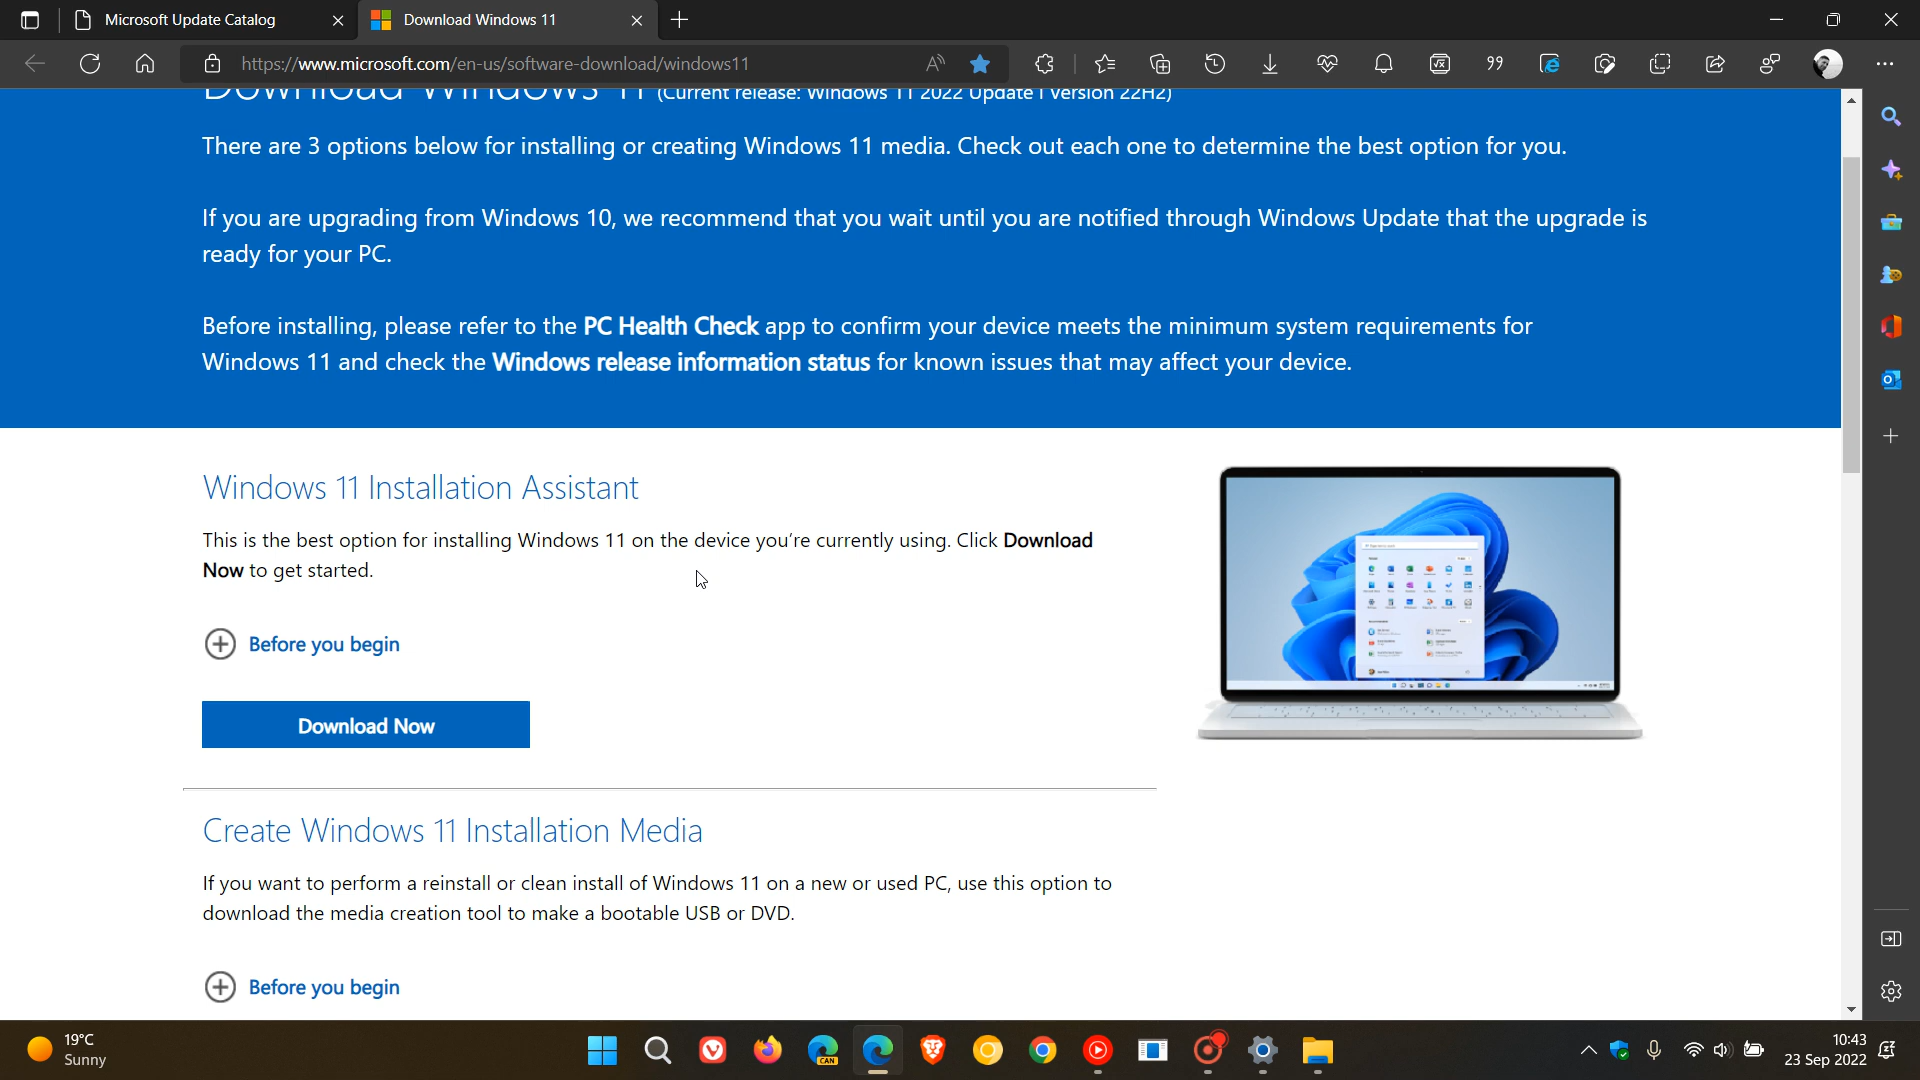 Microsoft Update Catalog
Download Windows 11
https://www.microsoft.com/en-us/software-download/windows11
Download Windows 11 (Current release: Windows 11 2022 Update | Version 22H2)
There are 3 options below for installing or creating Windows 11 media. Check out each one to determine the best option for you.
If you are upgrading from Windows 10, we recommend that you wait until you are notified through Windows Update that the upgrade is
ready for your PC.
Before installing, please refer to the PC Health Check app to confirm your device meets the minimum system requirements for
Windows 11 and check the Windows release information status for known issues that may affect your device.
Windows 11 Installation Assistant
This is the best option for installing Windows 11 on the device you're currently using. Click Download
Now to get started.
Before you begin
Download Now
Create Windows 11 Installation Media
If you want to perform a reinstall or clean install of Windows 11 on a new or used PC, use this option to
download the media creation tool to make a bootable USB or DVD.
Before you begin
19°C
Sunny
CAN
10:43
23 Sep 2022